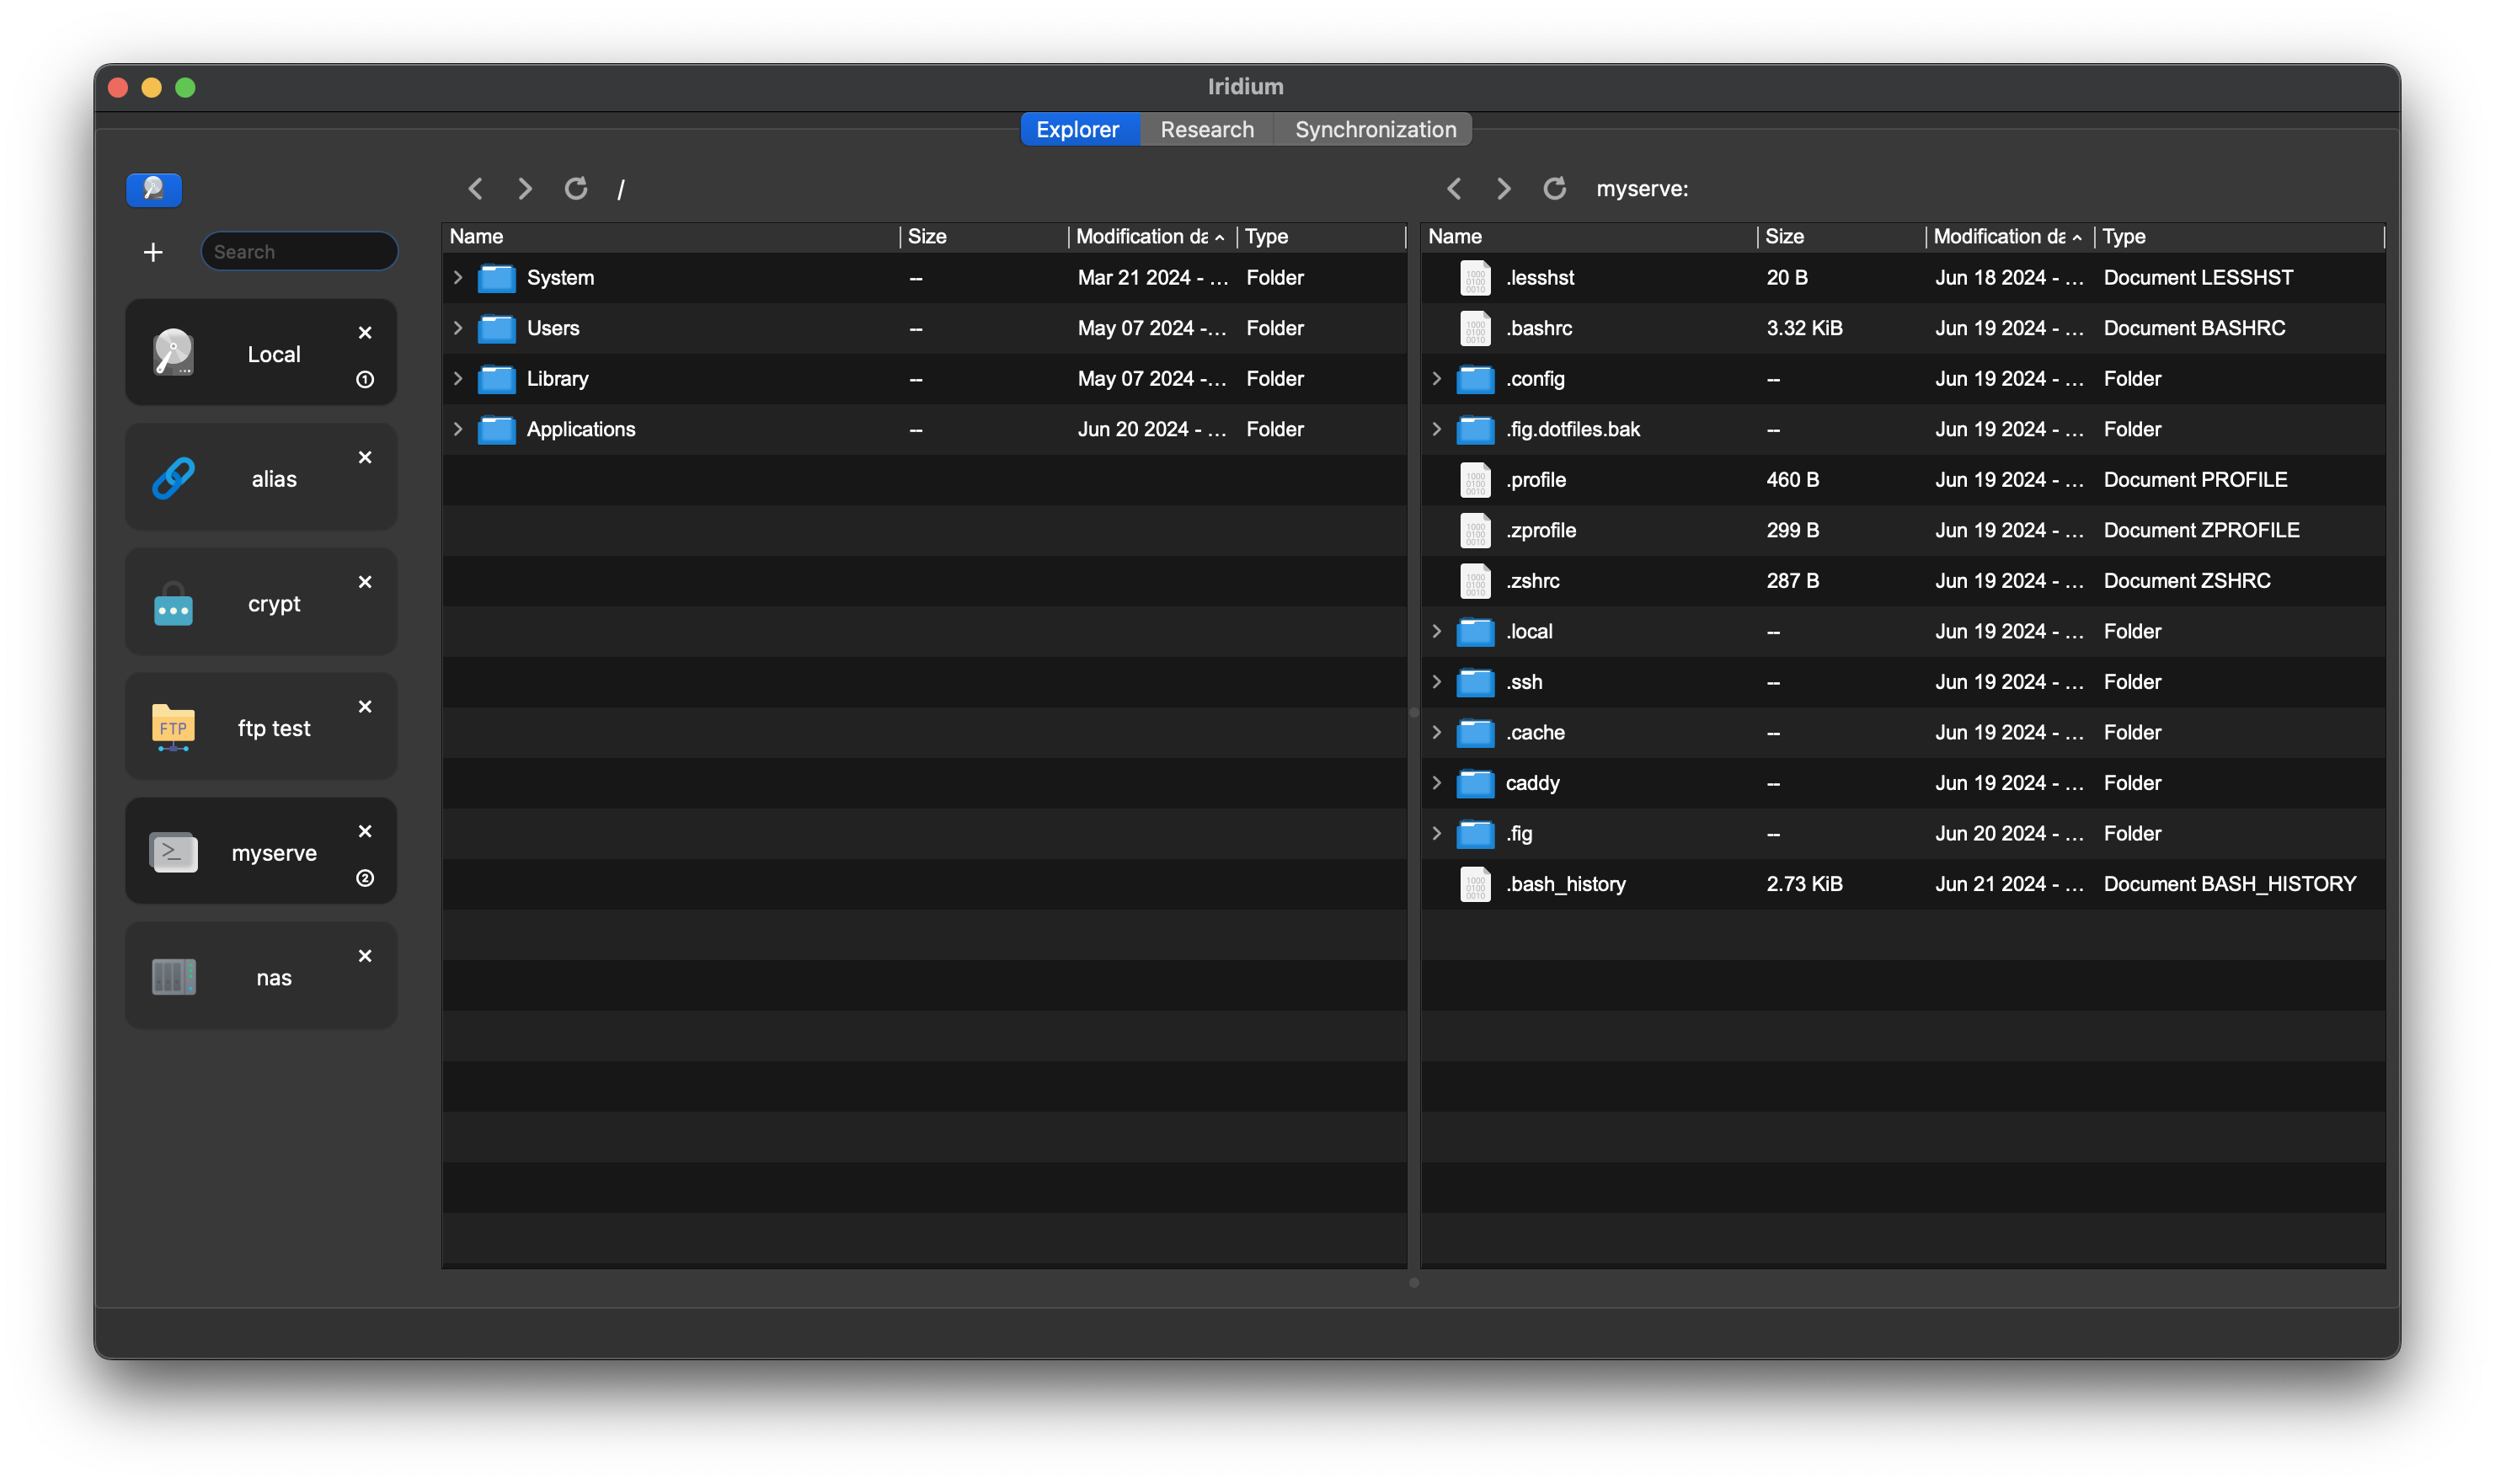 Iridium
Explorer Research Synchronization
/
myserve:
Search
Local
1
alias
crypt
FTP
ftp test
myserve
2
nas
Name Size Modification da Type
System -- Mar 21 2024 - ... Folder
Users -- May 07 2024 -... Folder
Library -- May 07 2024 -... Folder
Applications -- Jun 20 2024 - ... Folder
Name Size Modification da Type
.lesshst 20 B Jun 18 2024 - ... Document LESSHST
.bashrc 3.32 KiB Jun 19 2024 - ... Document BASHRC
.config -- Jun 19 2024 - ... Folder
.fig.dotfiles.bak -- Jun 19 2024 - ... Folder
.profile 460 B Jun 19 2024 - ... Document PROFILE
.zprofile 299 B Jun 19 2024 - ... Document ZPROFILE
.zshrc 287 B Jun 19 2024 - ... Document ZSHRC
.local -- Jun 19 2024 - ... Folder
.ssh -- Jun 19 2024 - ... Folder
.cache -- Jun 19 2024 - ... Folder
caddy -- Jun 19 2024 - ... Folder
.fig -- Jun 20 2024 - ... Folder
.bash_history 2.73 KiB Jun 21 2024 - ... Document BASH_HISTORY